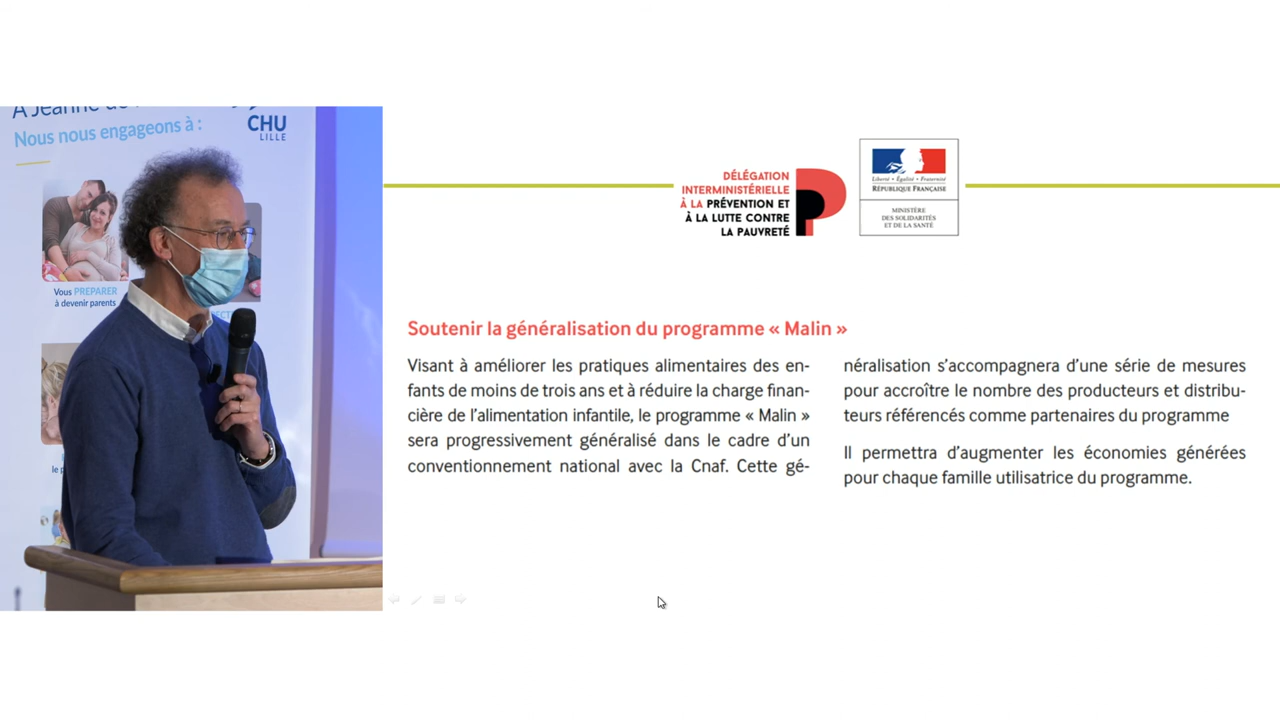 Nous nous engageons à :
CHU
LILLE
Vous PRÉPARER
à devenir parents
DÉLÉGATION
INTERMINISTÉRIELLE
À LA PRÉVENTION ET
À LA LUTTE CONTRE
LA PAUVRETÉ
Liberté • Égalité • Fraternité
RÉPUBLIQUE FRANÇAISE
MINISTÈRE
DES SOLIDARITÉS
ET DE LA SANTÉ
Soutenir la généralisation du programme « Malin »
Visant à améliorer les pratiques alimentaires des en-
fants de moins de trois ans et à réduire la charge finan-
cière de l’alimentation infantile, le programme « Malin »
sera progressivement généralisé dans le cadre d’un
conventionnement national avec la Cnaf. Cette gé-
néralisation s’accompagnera d’une série de mesures
pour accroître le nombre des producteurs et distribu-
teurs référencés comme partenaires du programme
Il permettra d’augmenter les économies générées
pour chaque famille utilisatrice du programme.